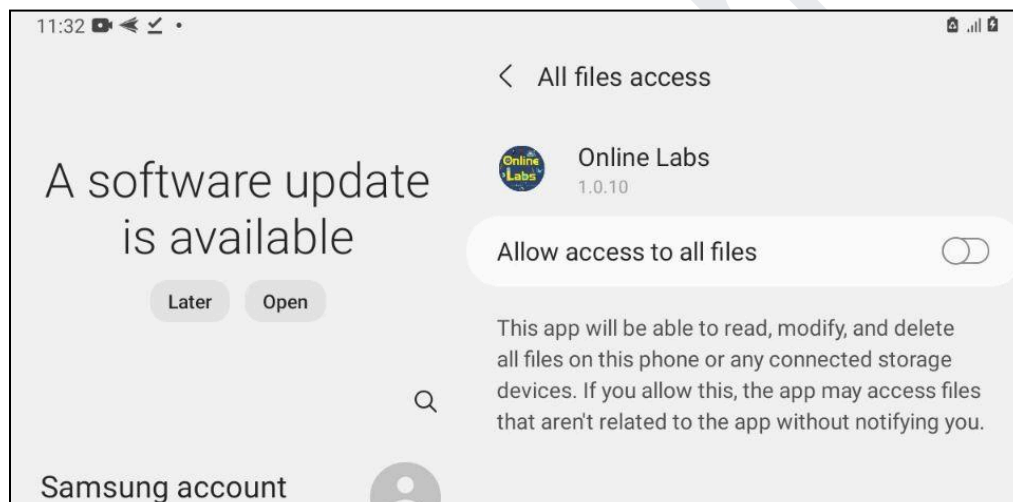 11:32
A software update
is available
Later
Open
Samsung account
All files access
Online
Labs
Online Labs
1.0.10
Allow access to all files
This app will be able to read, modify, and delete
all files on this phone or any connected storage
devices. If you allow this, the app may access files
that aren't related to the app without notifying you.